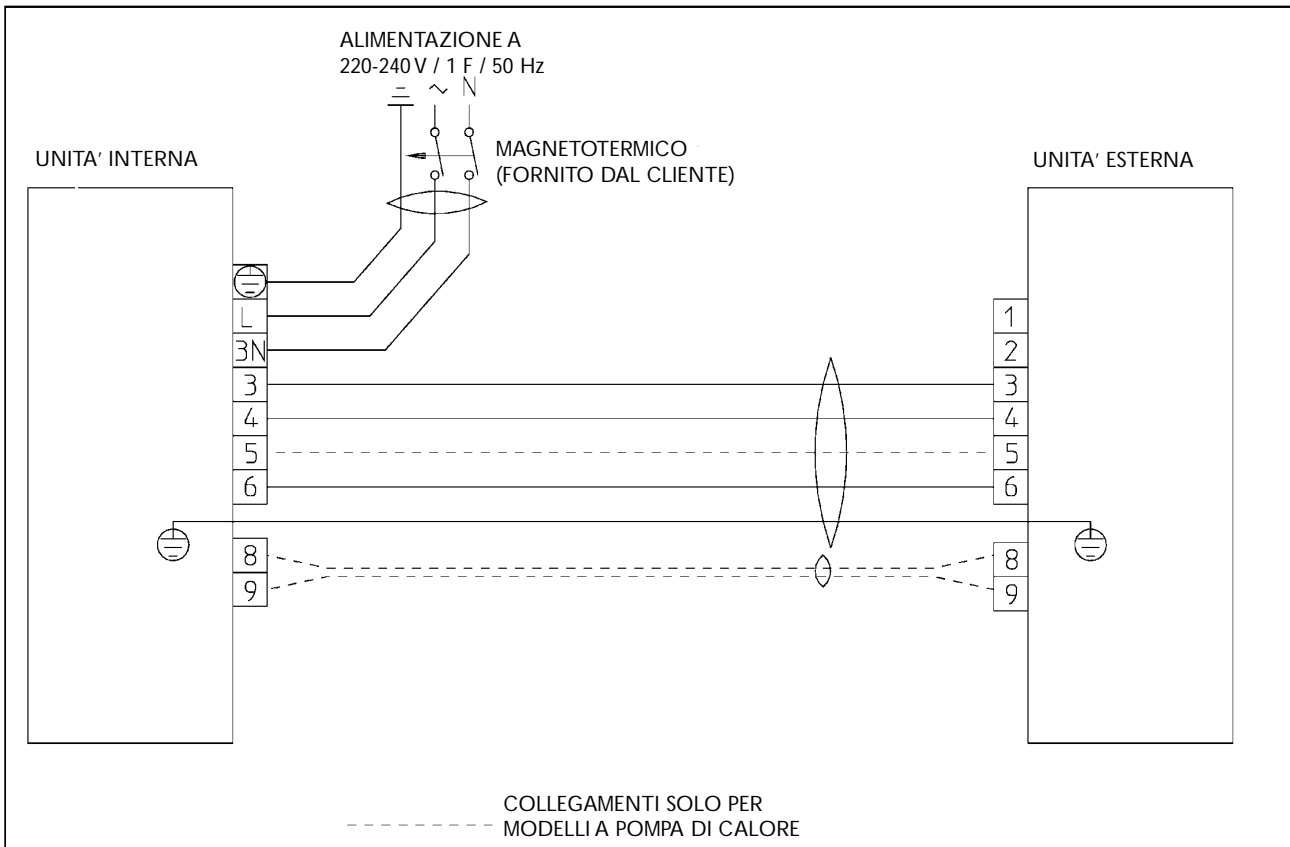 ALIMENTAZIONE A
220-240 V / 1 F / 50 Hz
~ N
UNITA' INTERNA
MAGNETOTERMICO
(FORNITO DAL CLIENTE)
UNITA' ESTERNA
L
3N
3
4
5
6
8
9
1
2
3
4
5
6
8
9
COLLEGAMENTI SOLO PER
MODELLI A POMPA DI CALORE